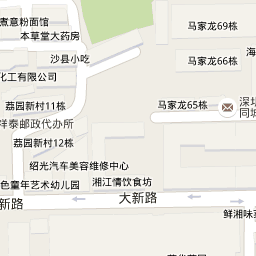 煮意粉面馆
马家龙69栋
本草堂大药房
沙县小吃
马家龙66栋
化工有限公司
荔园新村11栋
马家龙65栋
深圳
同城
祥泰邮政代办所
荔园新村12栋
绍光汽车美容维修中心
色童年艺术幼儿园
湘江情饮食坊
新路
大新路
鲜湘味